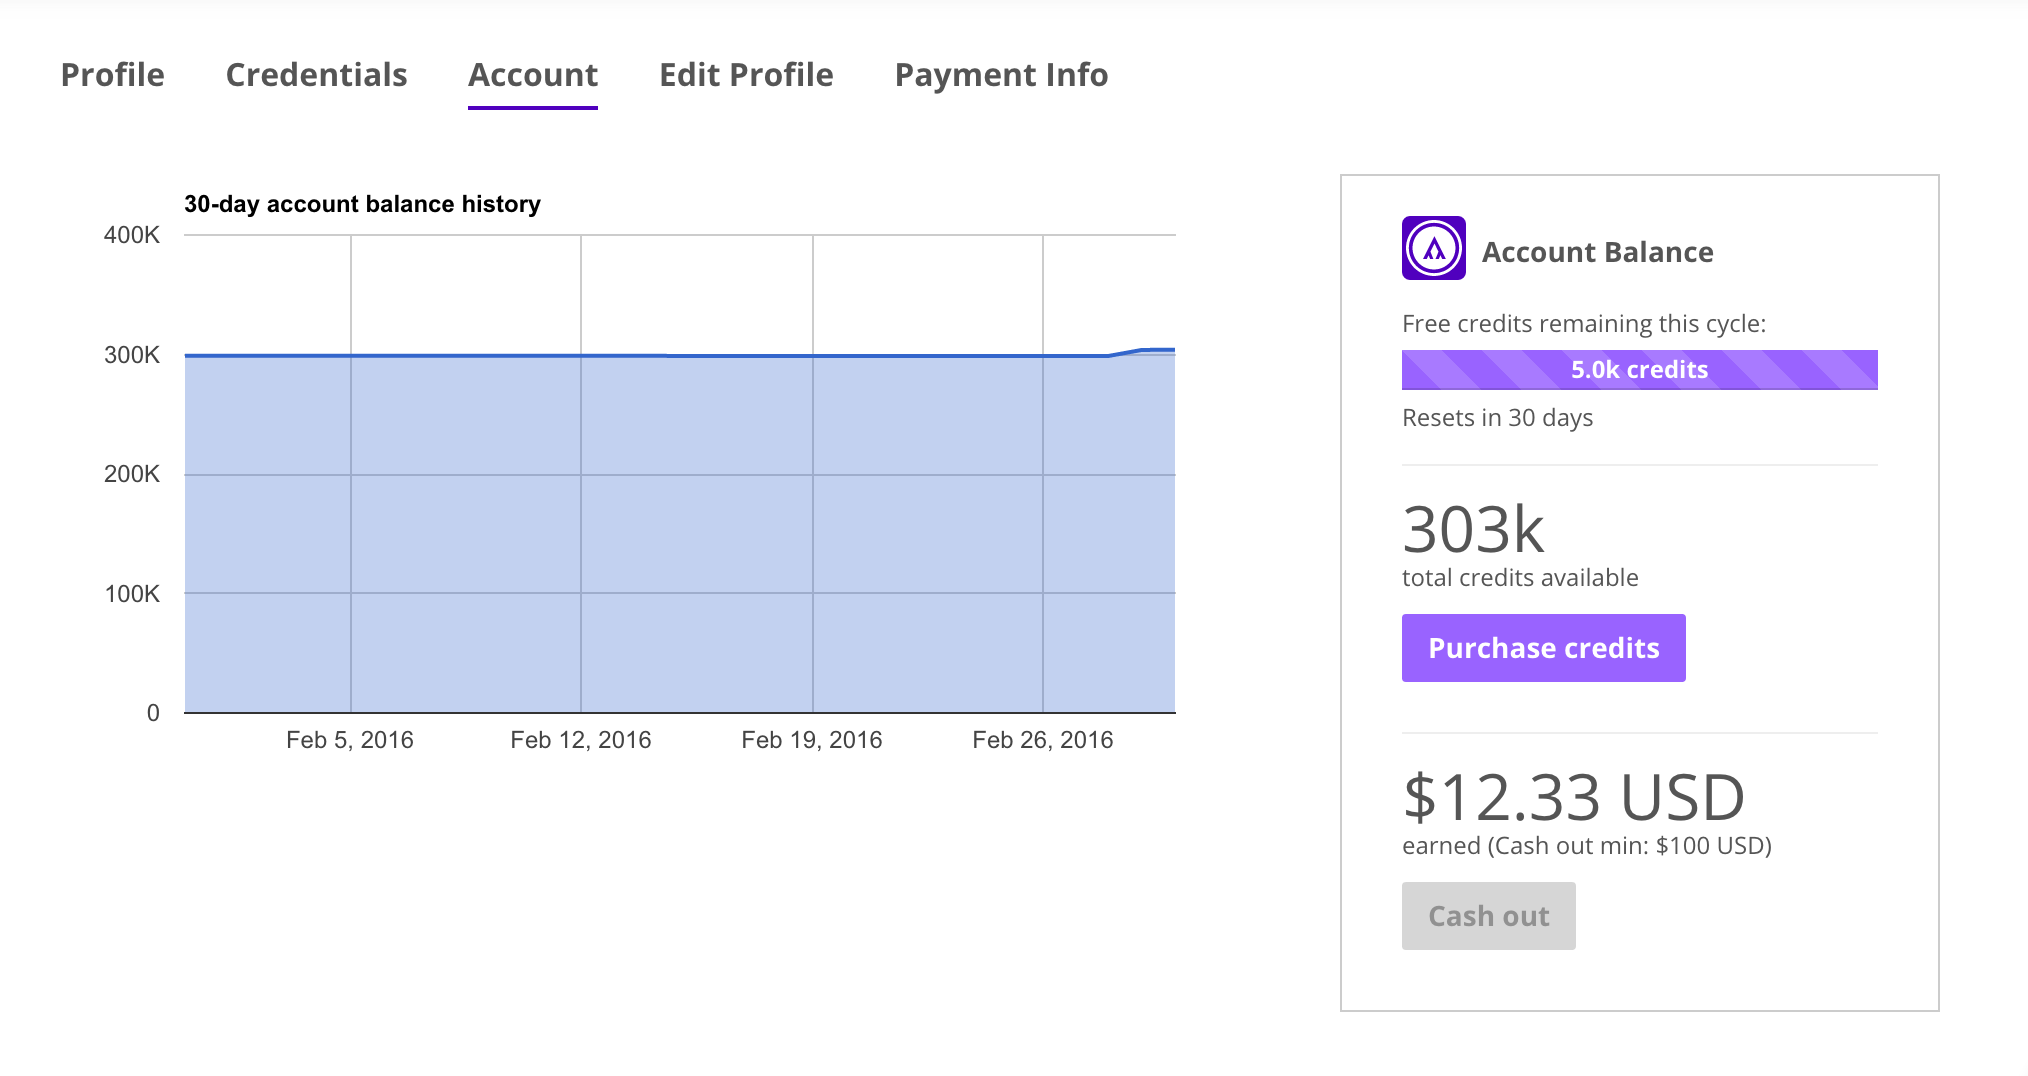 Profile Credentials Account Edit Profile Payment Info
30-day account balance history
400K
300K
200K
100K
0
Feb 5, 2016 Feb 12, 2016 Feb 19, 2016 Feb 26, 2016
Account Balance
Free credits remaining this cycle:
5.0k credits
Resets in 30 days
303k
total credits available
Purchase credits
$12.33 USD
earned (Cash out min: $100 USD)
Cash out